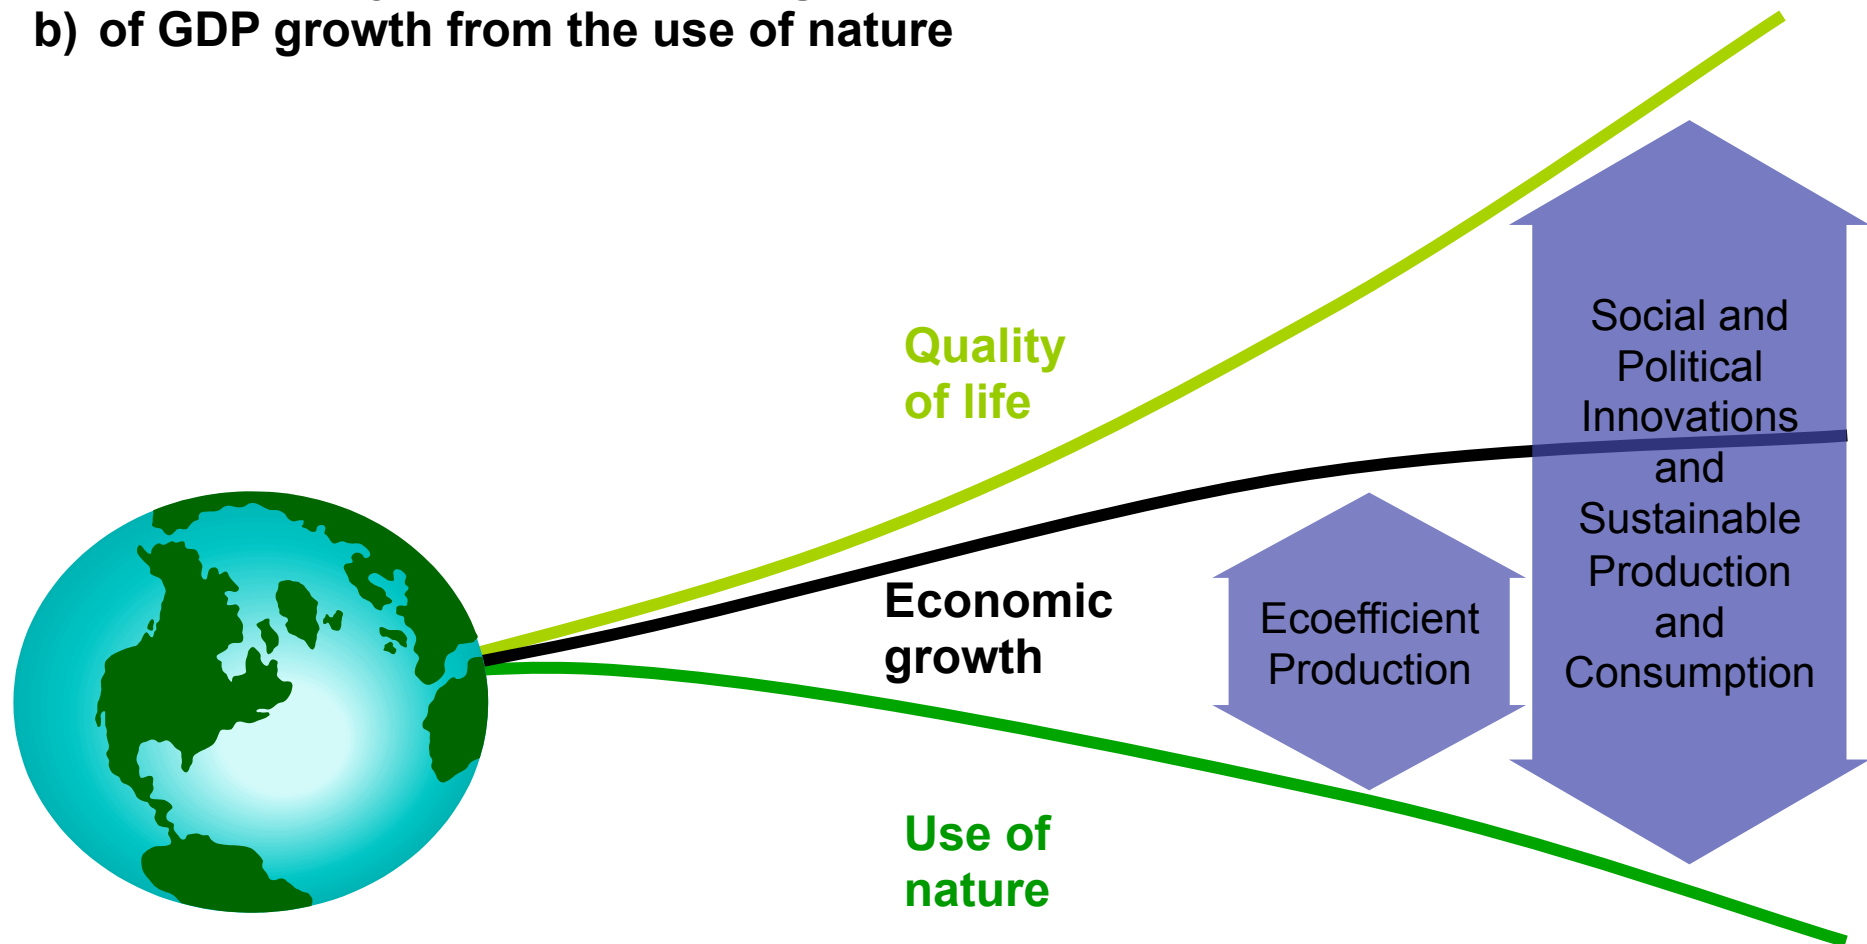 b) of GDP growth from the use of nature
Quality
of life
Economic
growth
Use of
nature
Ecoefficient
Production
Social and
Political
Innovations
and
Sustainable
Production
and
Consumption